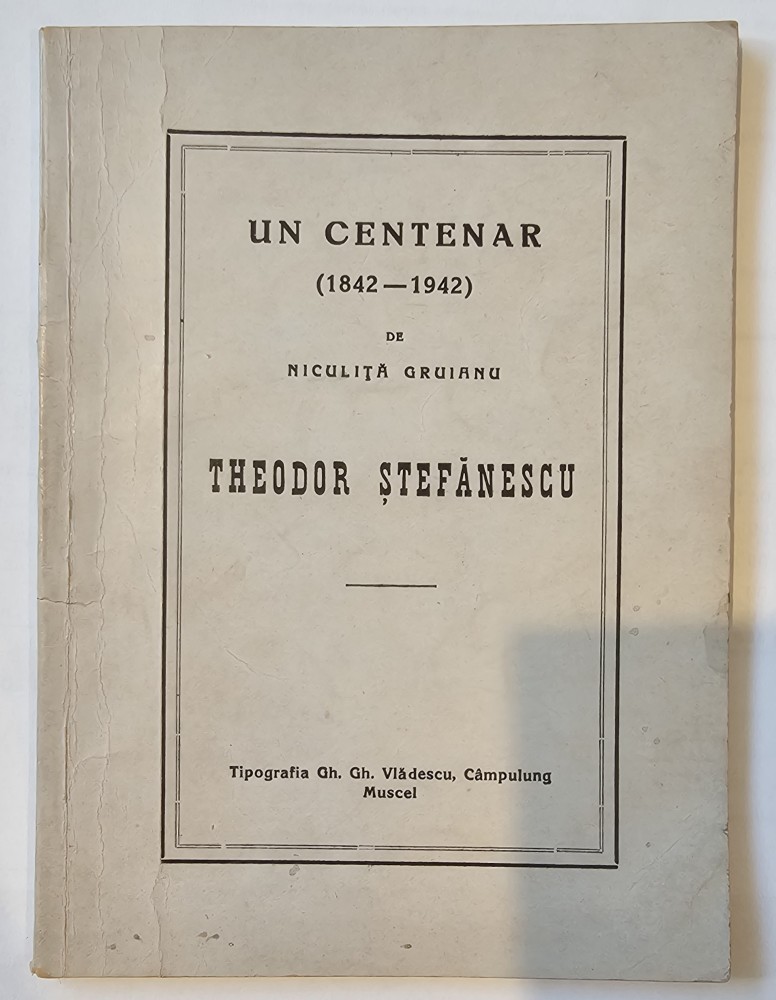 UN CENTENAR
(1842—1942)
DE
NICULIȚĂ GRUIANU
THEODOR ȘTEFĂNESCU
Tipografia Gh. Gh. Vlădescu, Câmpulung
Muscel